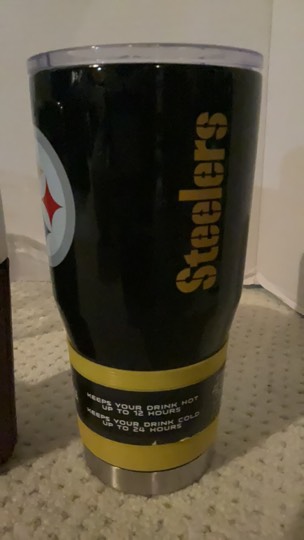 Steelers
KEEPS YOUR DRINK HOT
UP TO 12 HOURS
KEEPS YOUR DRINK COLD
UP TO 24 HOURS